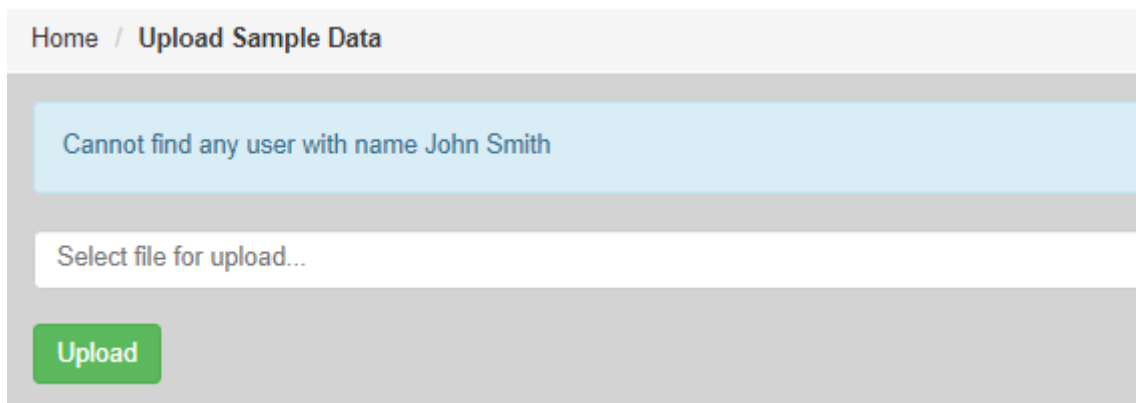 Home / Upload Sample Data
Cannot find any user with name John Smith
Select file for upload...
Upload